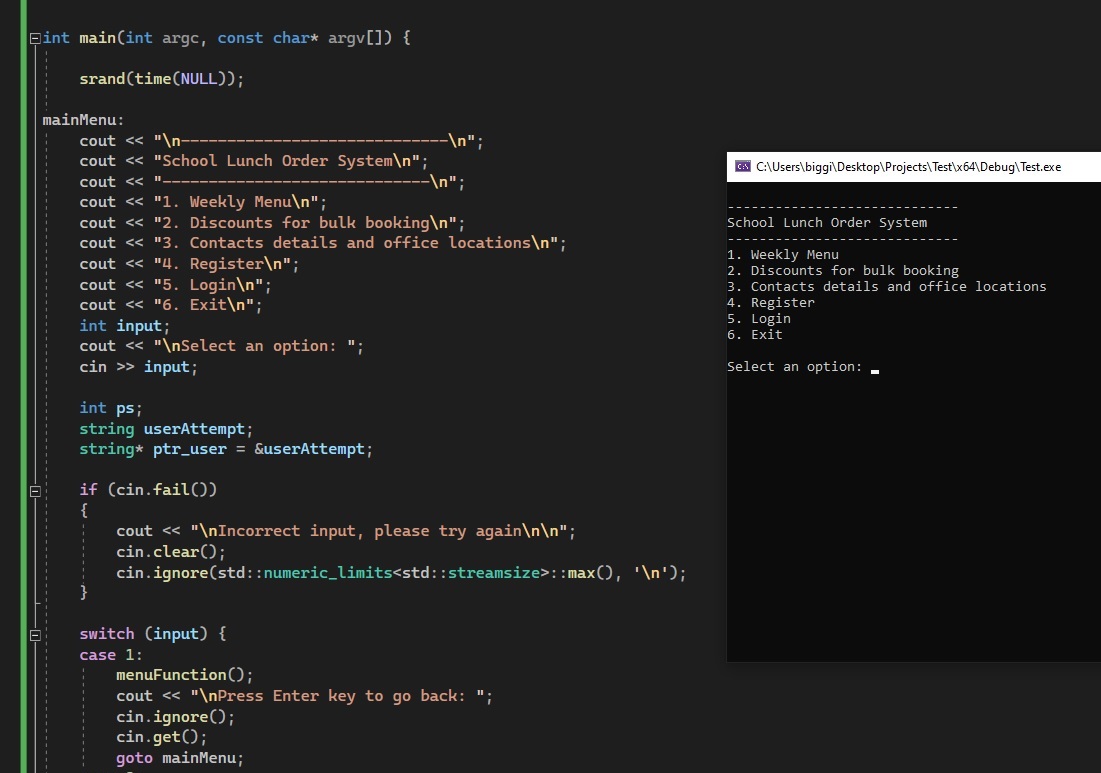 int main(int argc, const char* argv[]) {
srand(time(NULL));
mainMenu:
cout << "\n-----------------------------\n";
cout << "School Lunch Order System\n";
cout << "-----------------------------\n";
cout << "1. Weekly Menu\n";
cout << "2. Discounts for bulk booking\n";
cout << "3. Contacts details and office locations\n";
cout << "4. Register\n";
cout << "5. Login\n";
cout << "6. Exit\n";
int input;
cout << "\nSelect an option: ";
cin >> input;
int ps;
string userAttempt;
string* ptr_user = &userAttempt;
if (cin.fail())
{
cout << "\nIncorrect input, please try again\n\n";
cin.clear();
cin.ignore(std::numeric_limits<std::streamsize>::max(), '\n');
}
switch (input) {
case 1:
menuFunction();
cout << "\nPress Enter key to go back: ";
cin.ignore();
cin.get();
goto mainMenu;
C:\Users\biggi\Desktop\Projects\Test\x64\Debug\Test.exe
-----------------------------
School Lunch Order System
-----------------------------
1. Weekly Menu
2. Discounts for bulk booking
3. Contacts details and office locations
4. Register
5. Login
6. Exit
Select an option: